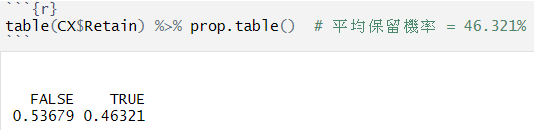 ```{r}
table(CX$Retain) %>% prop.table()  # 平均保留機率 = 46.321%
```
FALSE TRUE
0.53679 0.46321